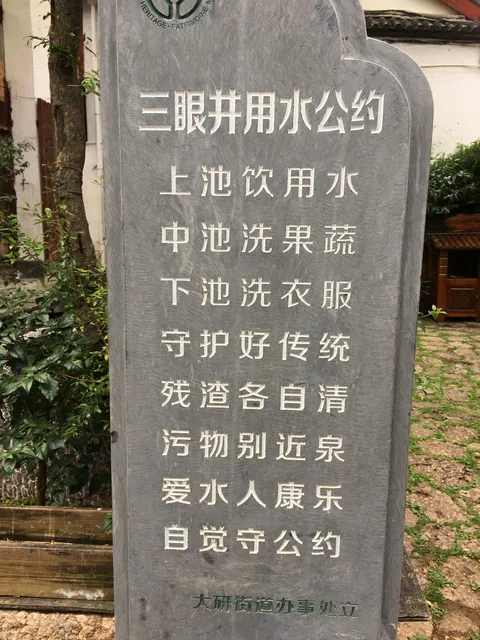 HERITAGE · PATRIMOINE
三眼井用水公约
上池饮用水
中池洗果蔬
下池洗衣服
守护好传统
残渣各自清
污物别近泉
爱水人康乐
自觉守公约
大研街道办事处立